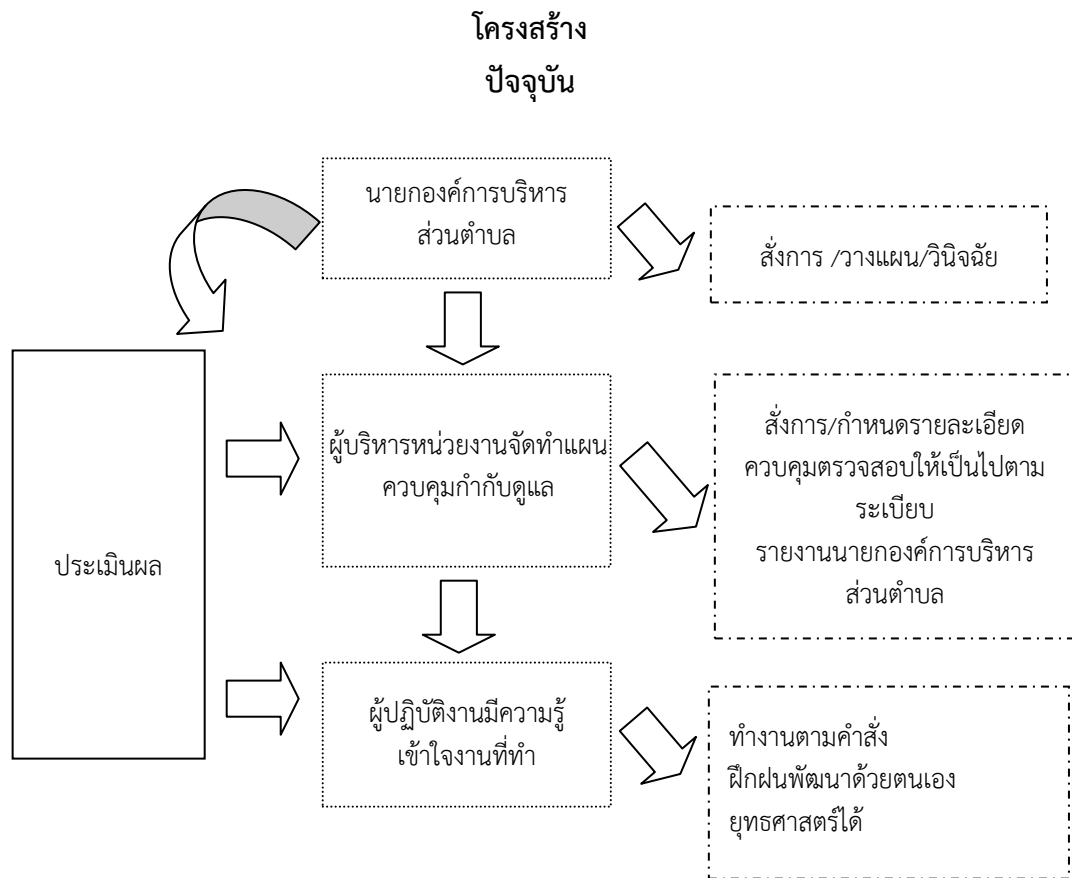 โครงสร้าง
ปัจจุบัน
นายกองค์การบริหาร
ส่วนตำบล
สั่งการ /วางแผน/วินิจฉัย
ผู้บริหารหน่วยงานจัดทำแผน
ควบคุมกำกับดูแล
สั่งการ/กำหนดรายละเอียด
ควบคุมตรวจสอบให้เป็นไปตาม
ระเบียบ
รายงานนายกองค์การบริหาร
ส่วนตำบล
ประเมินผล
ผู้ปฏิบัติงานมีความรู้
เข้าใจงานที่ทำ
ทำงานตามคำสั่ง
ฝึกฝนพัฒนาด้วยตนเอง
ยุทธศาสตร์ได้